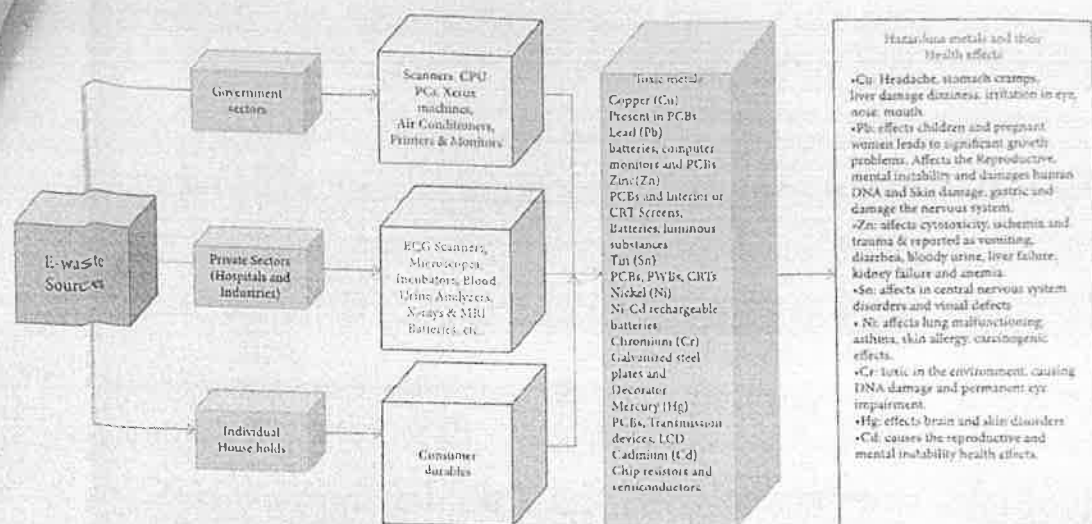 E-waste
Sources
Government
sectors
Private Sectors
(Hospitals and
Industries)
Individual
House holds
Scanners, CPU
PCs, Xerox
machines,
Air Conditioners,
Printers & Monitors
ECG Scanners,
Microscopes,
Incubators, Blood
Urine Analyzers,
X-rays & MRI
Batteries, etc.
Consumer
durables
Toxic metals
Copper (Cu)
Present in PCBs
Lead (Pb)
batteries, computer
monitors and PCBs
Zinc (Zn)
PCBs and Interior of
CRT Screens,
Batteries, luminous
substances
Tin (Sn)
PCBs, PWBs, CRTs
Nickel (Ni)
Ni-Cd rechargeable
batteries
Chromium (Cr)
Galvanized steel
plates and
Decorator
Mercury (Hg)
PCBs, Transmission
devices, LCD
Cadmium (Cd)
Chip resistors and
semiconductors
Hazardous metals and their
Health effects
•Cu: Headache, stomach cramps,
liver damage dizziness, irritation in eye,
nose, mouth
•Pb: effects children and pregnant
women leads to significant growth
problems. Affects the Reproductive,
mental instability and damages human
DNA and Skin damage, gastric and
damage the nervous system.
•Zn: affects cytotoxicity, ischemia and
trauma & reported as vomiting,
diarrhea, bloody urine, liver failure,
kidney failure and anemia.
•Sn: affects in central nervous system
disorders and visual defects
• Ni: affects lung malfunctioning,
asthma, skin allergy, carcinogenic
effects.
•Cr: toxic in the environment, causing
DNA damage and permanent eye
impairment.
•Hg: effects brain and skin disorders
•Cd: causes the reproductive and
mental instability health effects.